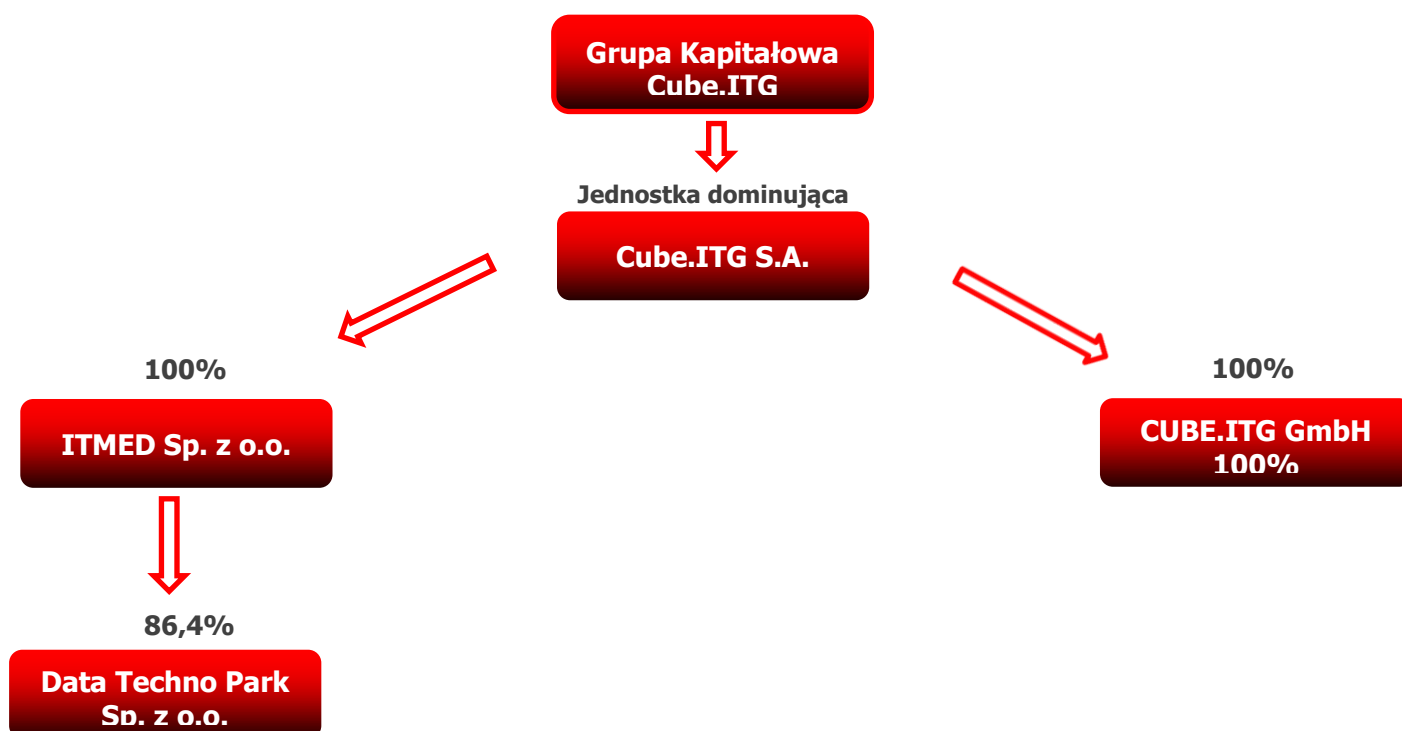 Grupa Kapitałowa
Cube.ITG
Jednostka dominująca
Cube.ITG S.A.
100%
100%
ITMED Sp. z o.o.
CUBE.ITG GmbH
100%
86,4%
Data Techno Park
Sp. z o.o.